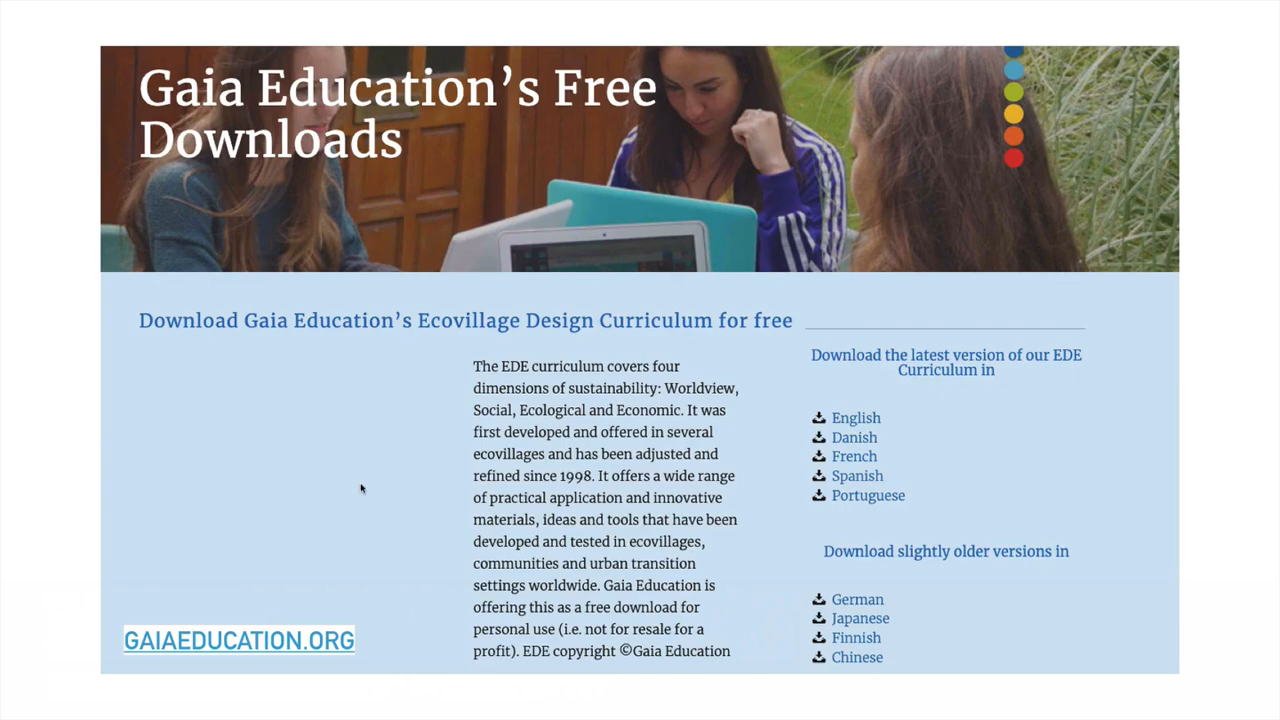 Gaia Education's Free
Downloads
Download Gaia Education's Ecovillage Design Curriculum for free
The EDE curriculum covers four
dimensions of sustainability: Worldview,
Social, Ecological and Economic. It was
first developed and offered in several
ecovillages and has been adjusted and
refined since 1998. It offers a wide range
of practical application and innovative
materials, ideas and tools that have been
developed and tested in ecovillages,
communities and urban transition
settings worldwide. Gaia Education is
offering this as a free download for
personal use (i.e. not for resale for a
profit). EDE copyright ©Gaia Education
Download the latest version of our EDE
Curriculum in
English
Danish
French
Spanish
Portuguese
Download slightly older versions in
German
Japanese
Finnish
Chinese
GAIAEDUCATION.ORG